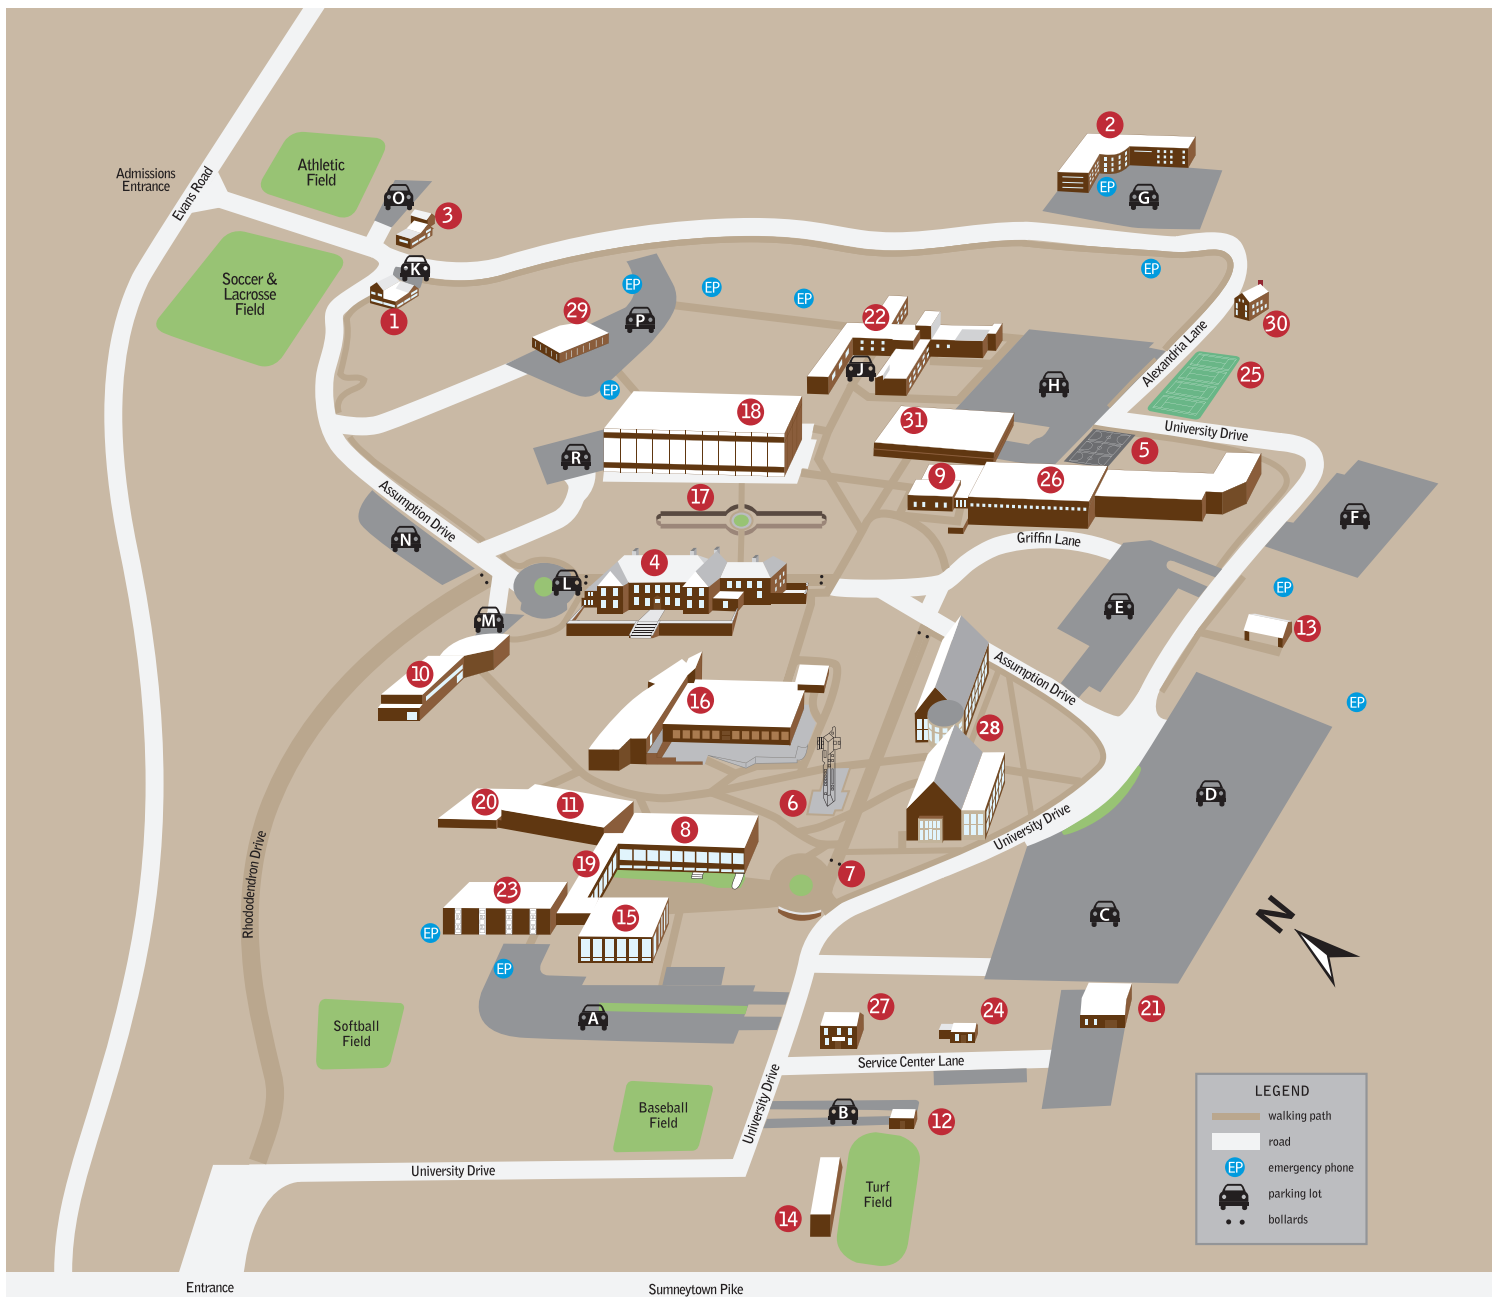 2
Athletic
Field
Admissions
Entrance
Evans Road
O
EP
G
3
K
EP
Soccer &
Lacrosse
Field
EP
EP
EP
1
29
P
22
30
Alexandria Lane
J
H
25
EP
18
31
University Drive
5
R
9
26
17
F
Assumption Drive
N
Griffin Lane
4
L
EP
E
M
13
10
Assumption Drive
16
EP
28
20
11
6
D
8
University Drive
Rhododendron Drive
19
7
23
15
C
N
EP
EP
A
27
24
21
Softball
Field
Service Center Lane
University Drive
Baseball
Field
B
12
University Drive
Turf
Field
14
LEGEND
walking path
road
EP
emergency phone
parking lot
bollards
Entrance
Sumneytown Pike